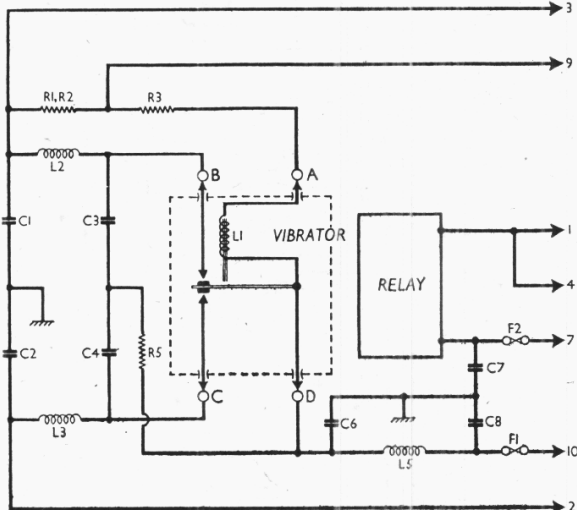 3
9
R1,R2
R3
L2
B
A
C1
C3
L1
VIBRATOR
1
RELAY
4
F2
7
C2
C4
R5
C7
C
D
C6
C8
L3
L5
F1
10
2